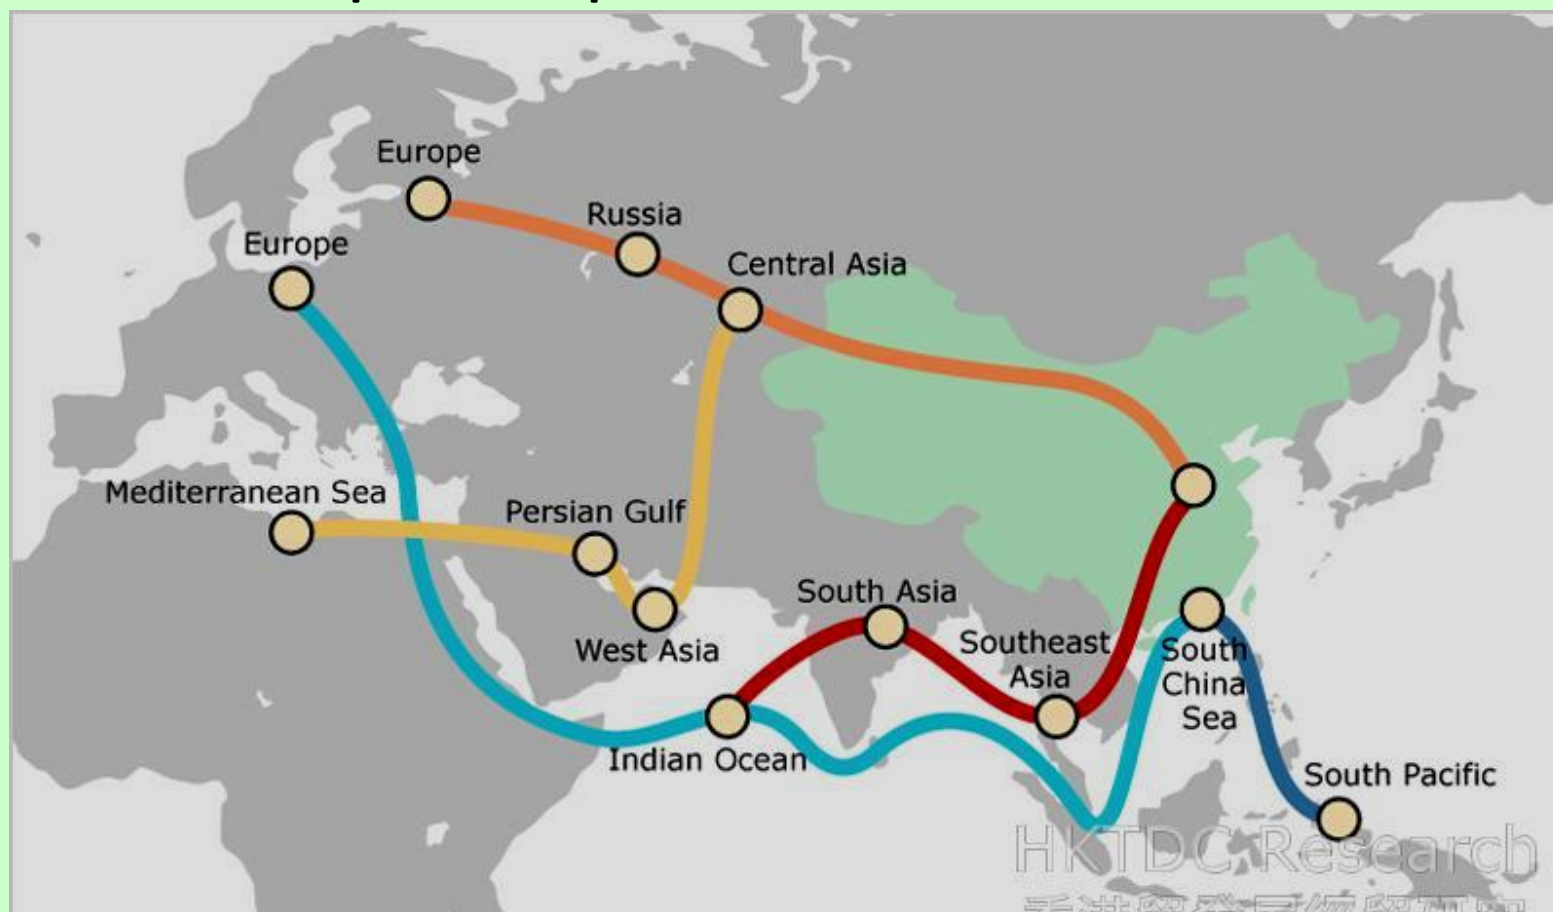 Europe
Russia
Europe
Central Asia
Mediterranean Sea
Persian Gulf
South Asia
West Asia
Southeast
Asia
South
China
Sea
Indian Ocean
South Pacific
HKTDC Research